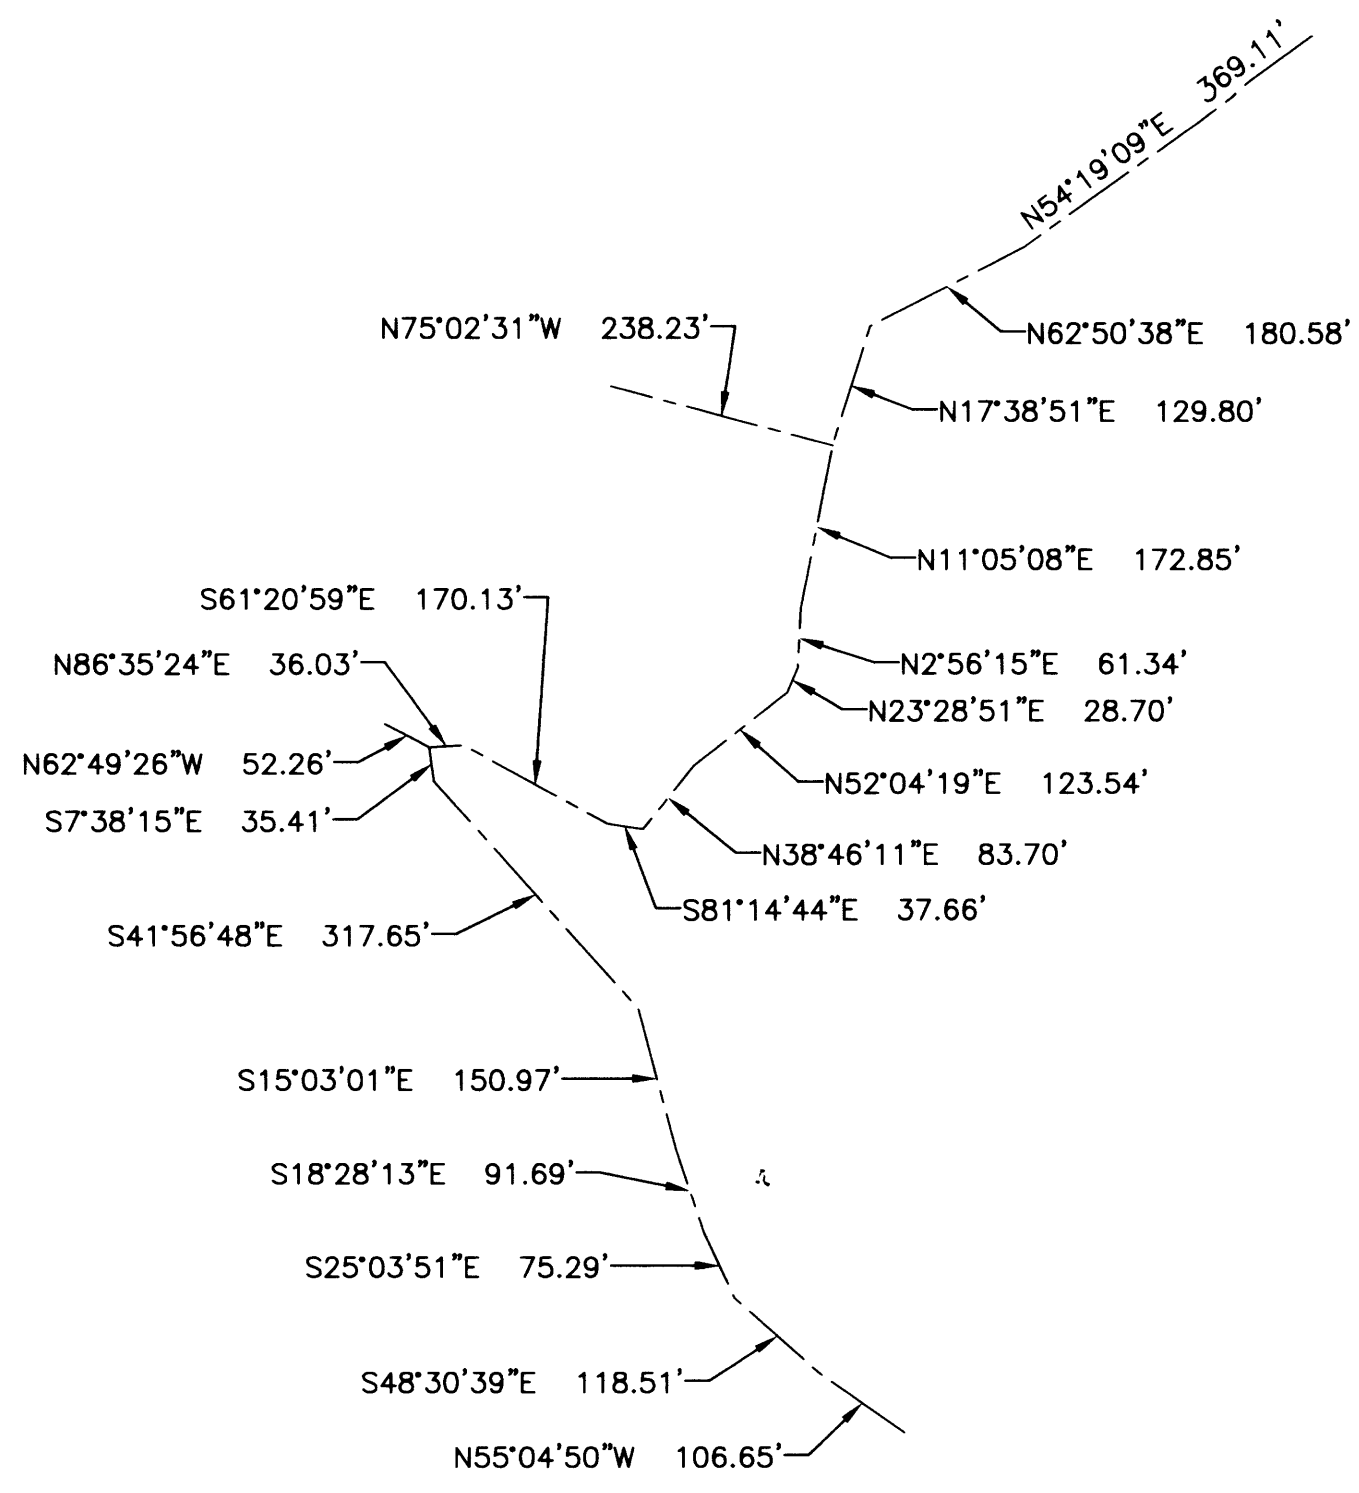 N54°19'09"E 369.11'
N75°02'31"W 238.23'
N62°50'38"E 180.58'
N17°38'51"E 129.80'
N11°05'08"E 172.85'
S61°20'59"E 170.13'
N86°35'24"E 36.03'
N2°56'15"E 61.34'
N23°28'51"E 28.70'
N62°49'26"W 52.26'
N52°04'19"E 123.54'
S7°38'15"E 35.41'
N38°46'11"E 83.70'
S81°14'44"E 37.66'
S41°56'48"E 317.65'
S15°03'01"E 150.97'
S18°28'13"E 91.69'
S25°03'51"E 75.29'
S48°30'39"E 118.51'
N55°04'50"W 106.65'